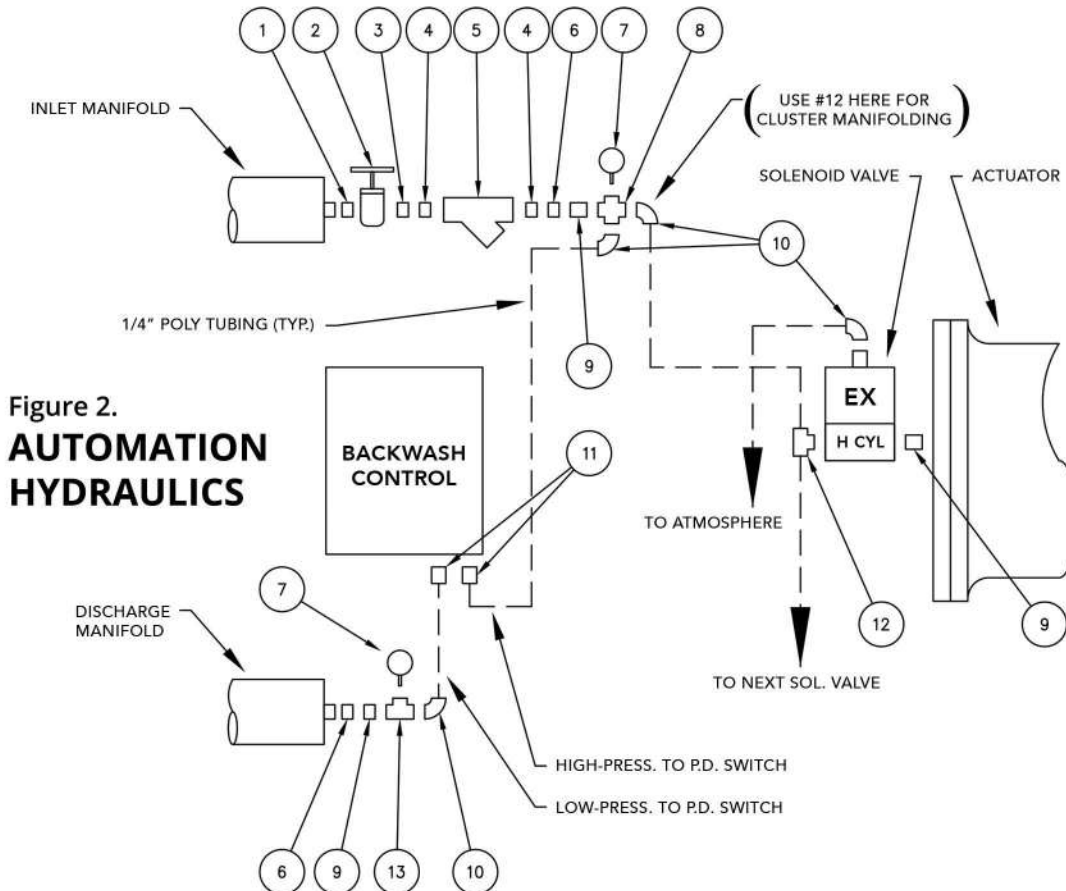 1 2 3 4 5 4 6 7 8
INLET MANIFOLD
(USE #12 HERE FOR
CLUSTER MANIFOLDING)
SOLENOID VALVE
ACTUATOR
10
1/4" POLY TUBING (TYP.)
9
Figure 2.
AUTOMATION
HYDRAULICS
BACKWASH
CONTROL
11
EX
H CYL
TO ATMOSPHERE
7
DISCHARGE
MANIFOLD
12
9
TO NEXT SOL. VALVE
HIGH-PRESS. TO P.D. SWITCH
LOW-PRESS. TO P.D. SWITCH
6 9 13 10